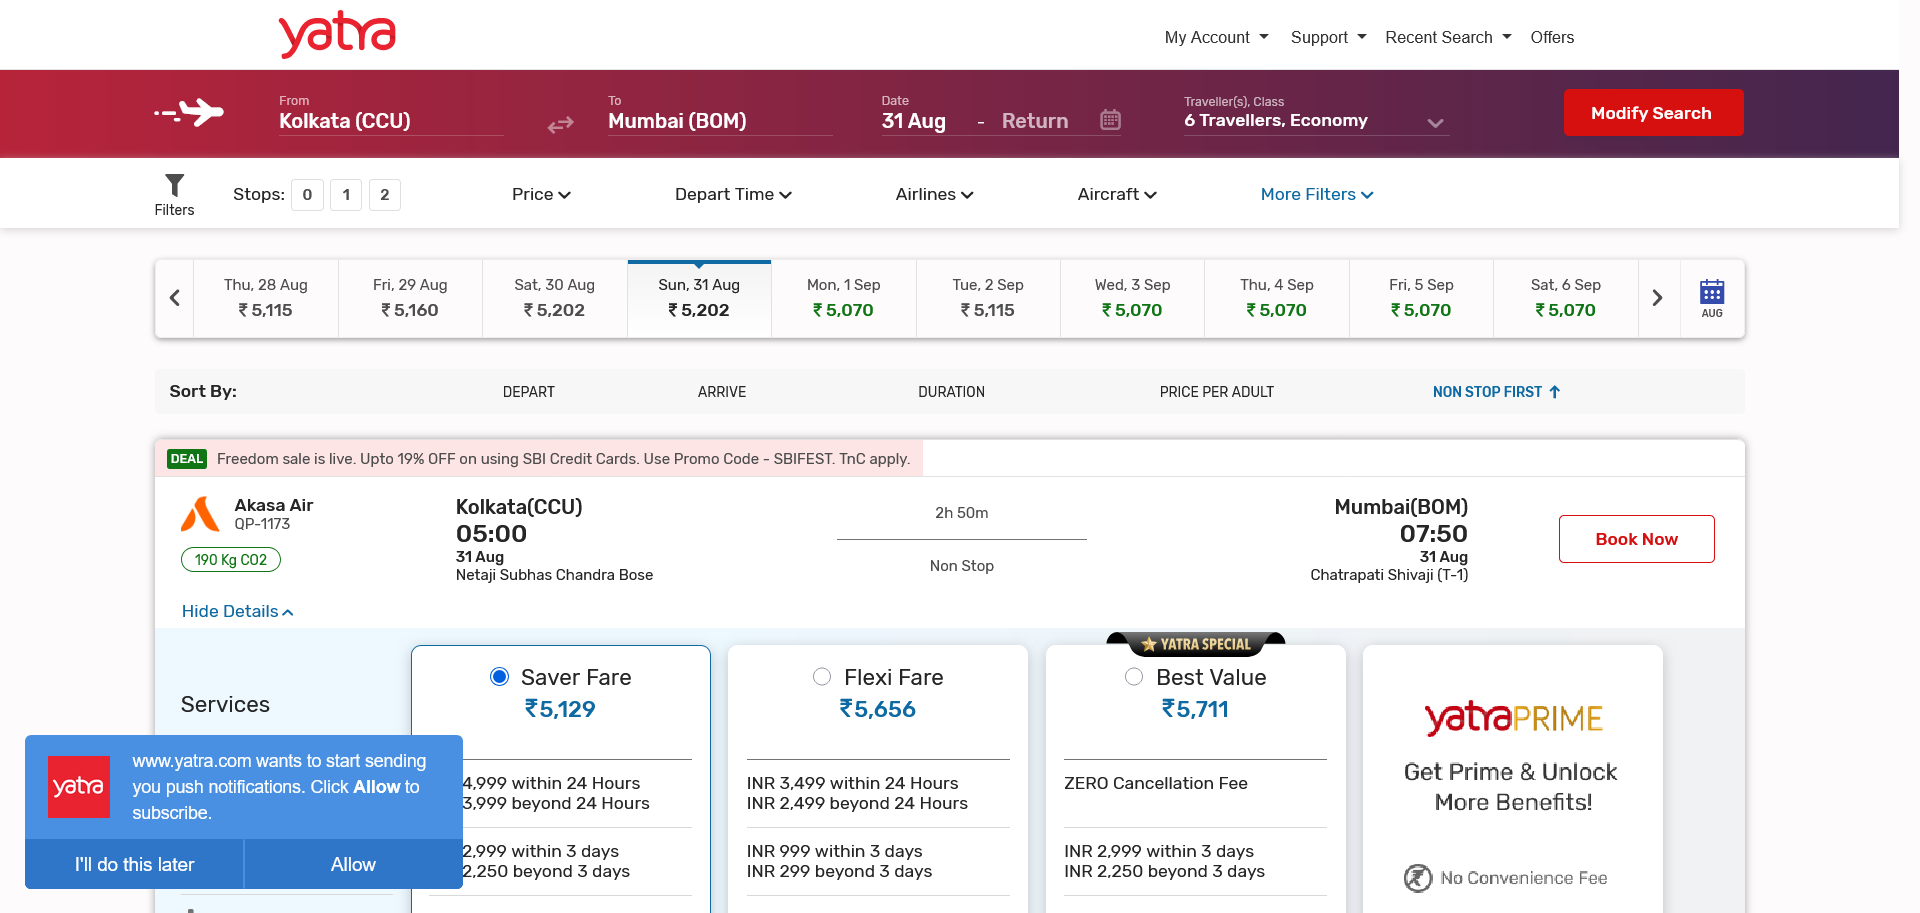 yatra
My Account Support Recent Search Offers
From To Date Traveller(s), Class
Kolkata (CCU) Mumbai (BOM) 31 Aug - Return 6 Travellers, Economy Modify Search
Filters Stops: 0 1 2 Price Depart Time Airlines Aircraft More Filters
Thu, 28 Aug Fri, 29 Aug Sat, 30 Aug Sun, 31 Aug Mon, 1 Sep Tue, 2 Sep Wed, 3 Sep Thu, 4 Sep Fri, 5 Sep Sat, 6 Sep
₹ 5,115 ₹ 5,160 ₹ 5,202 ₹ 5,202 ₹ 5,070 ₹ 5,115 ₹ 5,070 ₹ 5,070 ₹ 5,070 ₹ 5,070 AUG
Sort By: DEPART ARRIVE DURATION PRICE PER ADULT NON STOP FIRST
DEAL Freedom sale is live. Upto 19% OFF on using SBI Credit Cards. Use Promo Code - SBIFEST. TnC apply.
Akasa Air
QP-1173
190 Kg CO2
Kolkata(CCU)
05:00
31 Aug
Netaji Subhas Chandra Bose
2h 50m
Non Stop
Mumbai(BOM)
07:50
31 Aug
Chatrapati Shivaji (T-1)
Book Now
Hide Details
Services
Saver Fare
₹5,129
4,999 within 24 Hours
3,999 beyond 24 Hours
2,999 within 3 days
2,250 beyond 3 days
Flexi Fare
₹5,656
INR 3,499 within 24 Hours
INR 2,499 beyond 24 Hours
INR 999 within 3 days
INR 299 beyond 3 days
YATRA SPECIAL
Best Value
₹5,711
ZERO Cancellation Fee
INR 2,999 within 3 days
INR 2,250 beyond 3 days
yatra PRIME
Get Prime & Unlock
More Benefits!
No Convenience Fee
yatra
www.yatra.com wants to start sending
you push notifications. Click Allow to
subscribe.
I'll do this later Allow